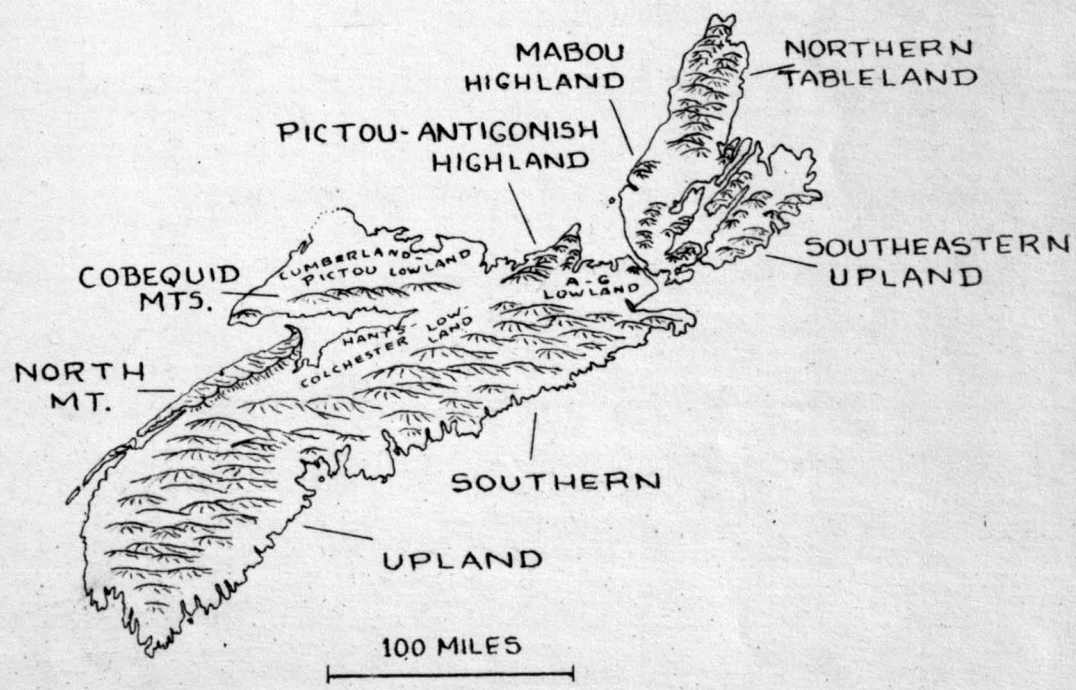 MABOU
HIGHLAND
NORTHERN
TABLELAND
PICTOU-ANTIGONISH
HIGHLAND
SOUTHEASTERN
UPLAND
COBEQUID
MTS.
CUMBERLAND-
PICTOU LOWLAND
A-G
LOWLAND
HANTS- LOW-
COLCHESTER LAND
NORTH
MT.
SOUTHERN
UPLAND
100 MILES